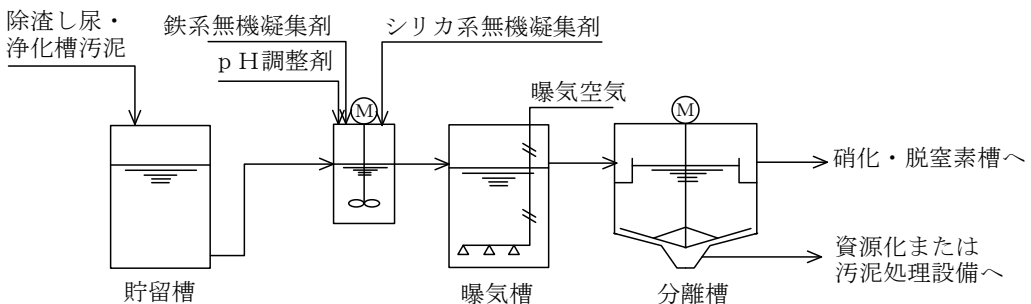 除渣し尿・
浄化槽汚泥
鉄系無機凝集剤
pH調整剤
シリカ系無機凝集剤
M
曝気空気
M
硝化・脱窒素槽へ
資源化または
汚泥処理設備へ
貯留槽
曝気槽
分離槽